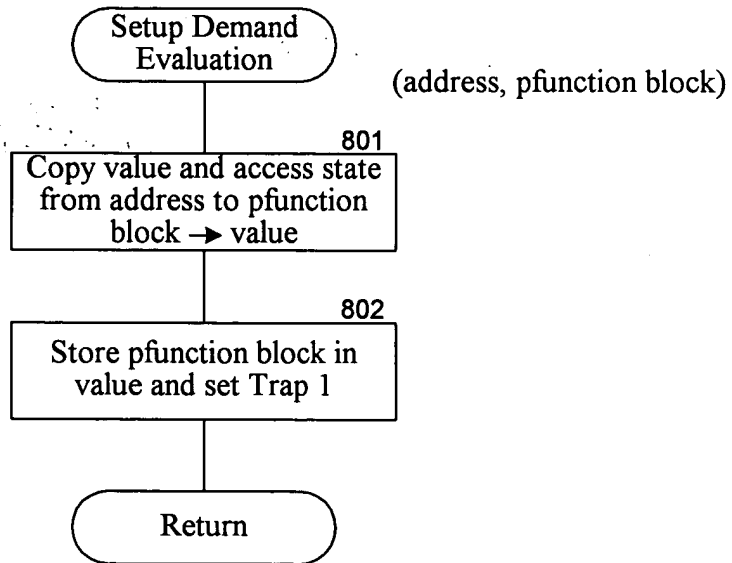 Setup Demand
Evaluation
(address, pfunction block)
801
Copy value and access state
from address to pfunction
block → value
802
Store pfunction block in
value and set Trap 1
Return